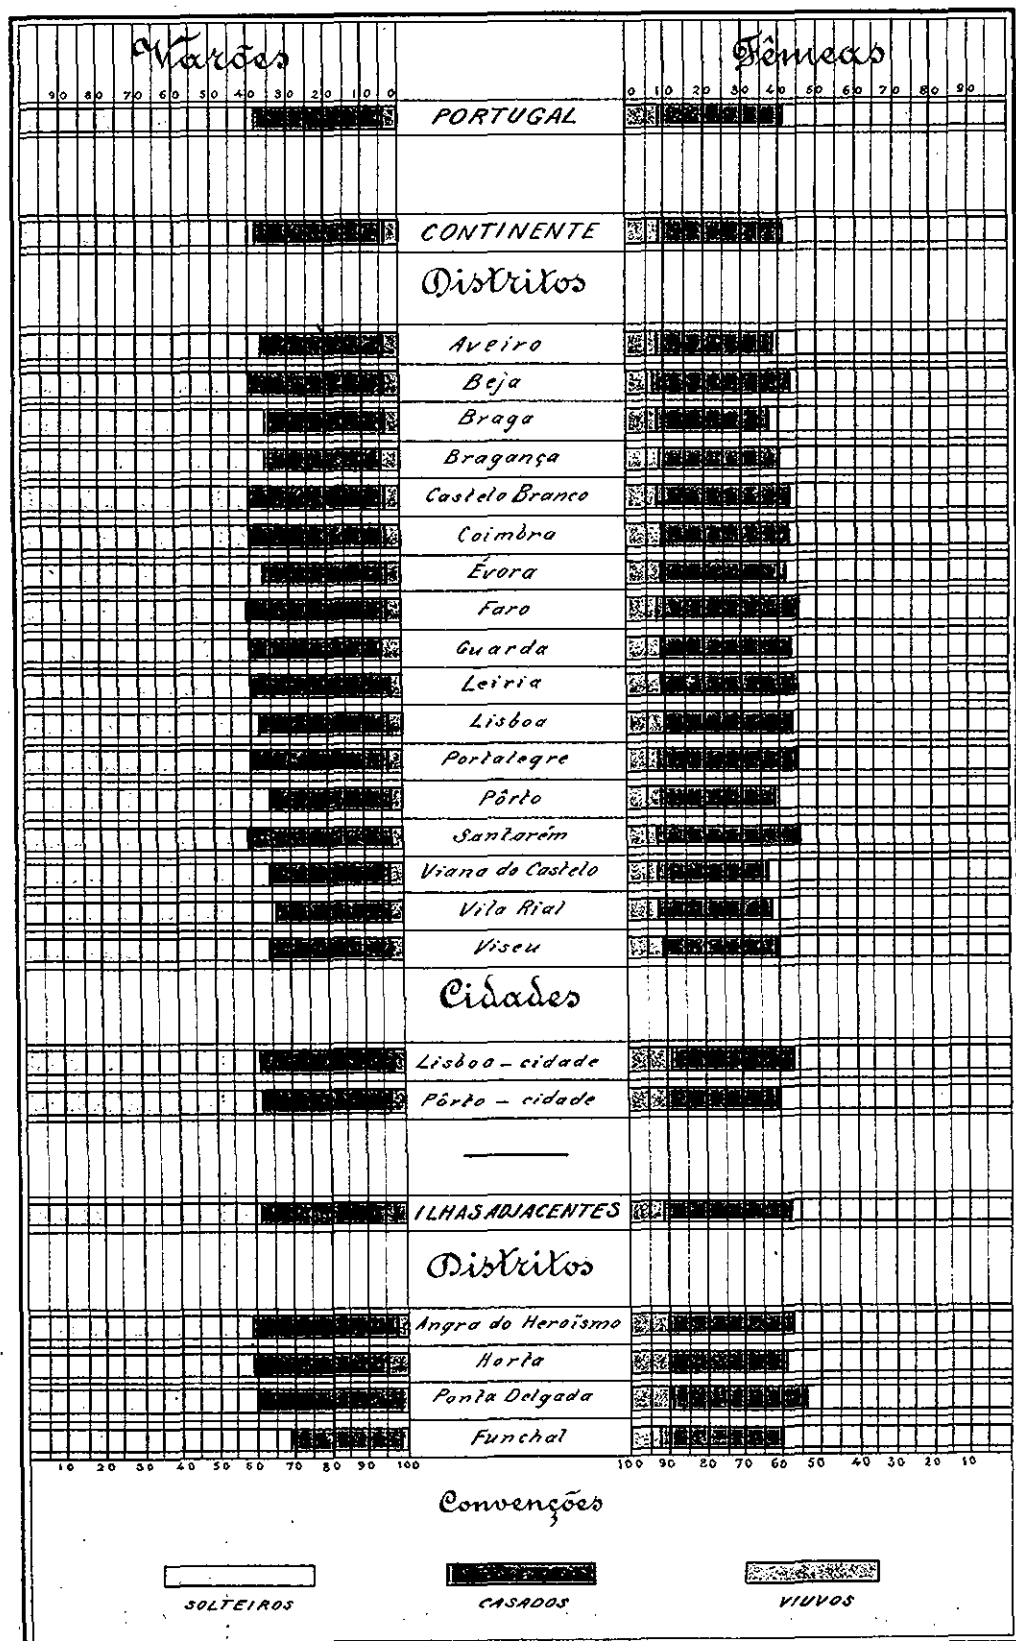 Varões Fêmeas
90 80 70 60 50 40 30 20 10 0 0 10 20 30 40 50 60 70 80 90
PORTUGAL
CONTINENTE
Distritos
Aveiro
Beja
Braga
Bragança
Castelo Branco
Coimbra
Évora
Faro
Guarda
Leiria
Lisboa
Portalegre
Pôrto
Santarém
Viana do Castelo
Vila Rial
Viseu
Cidades
Lisboa - cidade
Pôrto - cidade
ILHAS ADJACENTES
Distritos
Angra do Heroïsmo
Horta
Ponta Delgada
Funchal
10 20 30 40 50 60 70 80 90 100 100 90 80 70 60 50 40 30 20 10
Convenções
SOLTEIROS CASADOS VIUVOS